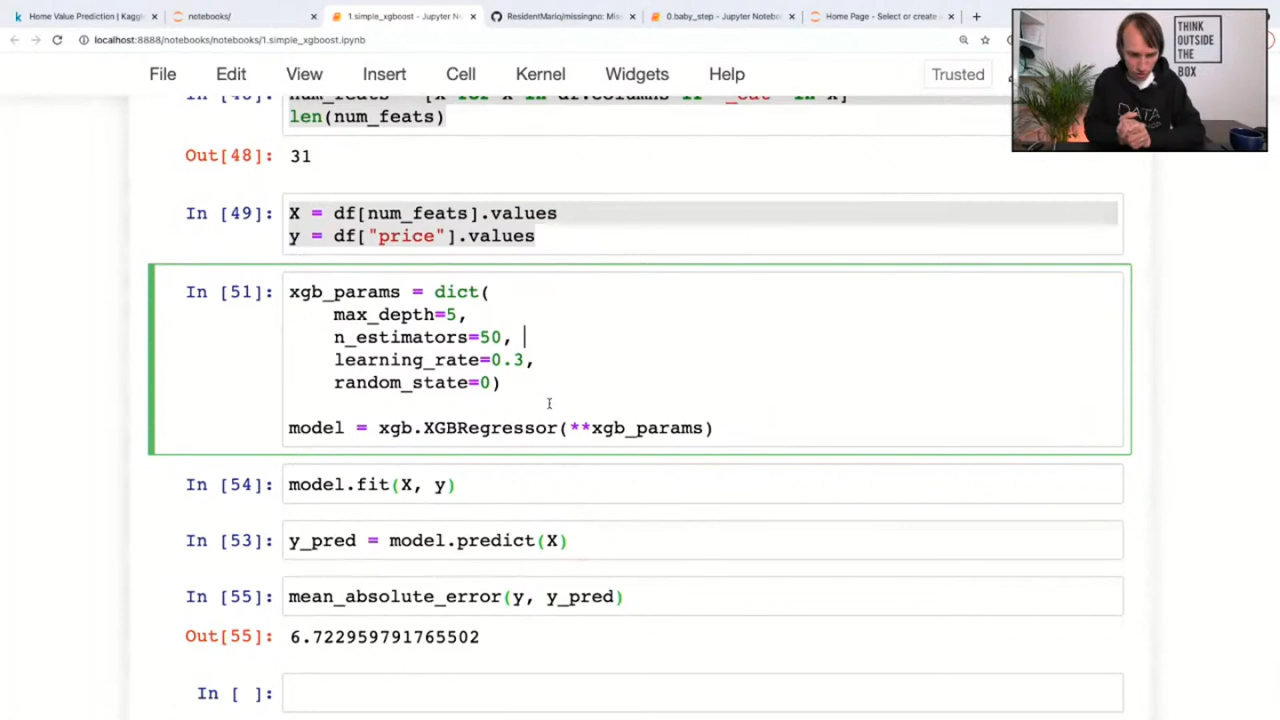 Home Value Prediction | Kaggl
notebooks/
1.simple_xgboost - Jupyter No
ResidentMario/missingno: Mis
0.baby_step - Jupyter Notebo
Home Page - Select or create
localhost:8888/notebooks/notebooks/1.simple_xgboost.ipynb
File Edit View Insert Cell Kernel Widgets Help Trusted
THINK
OUTSIDE
THE
BOX
DATA
len(num_feats)
Out[48]: 31
In [49]: X = df[num_feats].values
y = df["price"].values
In [51]: xgb_params = dict(
max_depth=5,
n_estimators=50,
learning_rate=0.3,
random_state=0)
model = xgb.XGBRegressor(**xgb_params)
In [54]: model.fit(X, y)
In [53]: y_pred = model.predict(X)
In [55]: mean_absolute_error(y, y_pred)
Out[55]: 6.722959791765502
In [ ]: